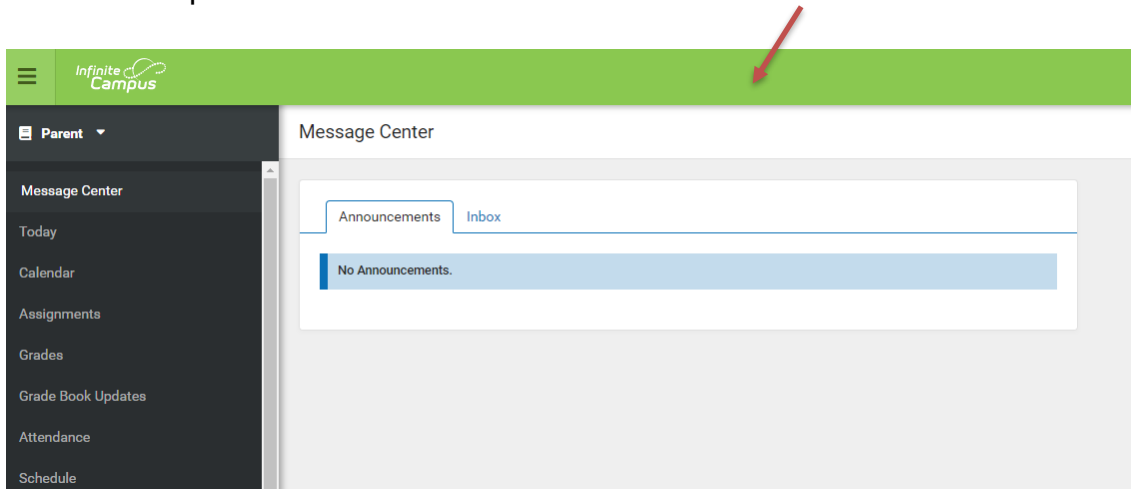 Infinite
Campus
Parent
Message Center
Message Center
Announcements Inbox
No Announcements.
Today
Calendar
Assignments
Grades
Grade Book Updates
Attendance
Schedule